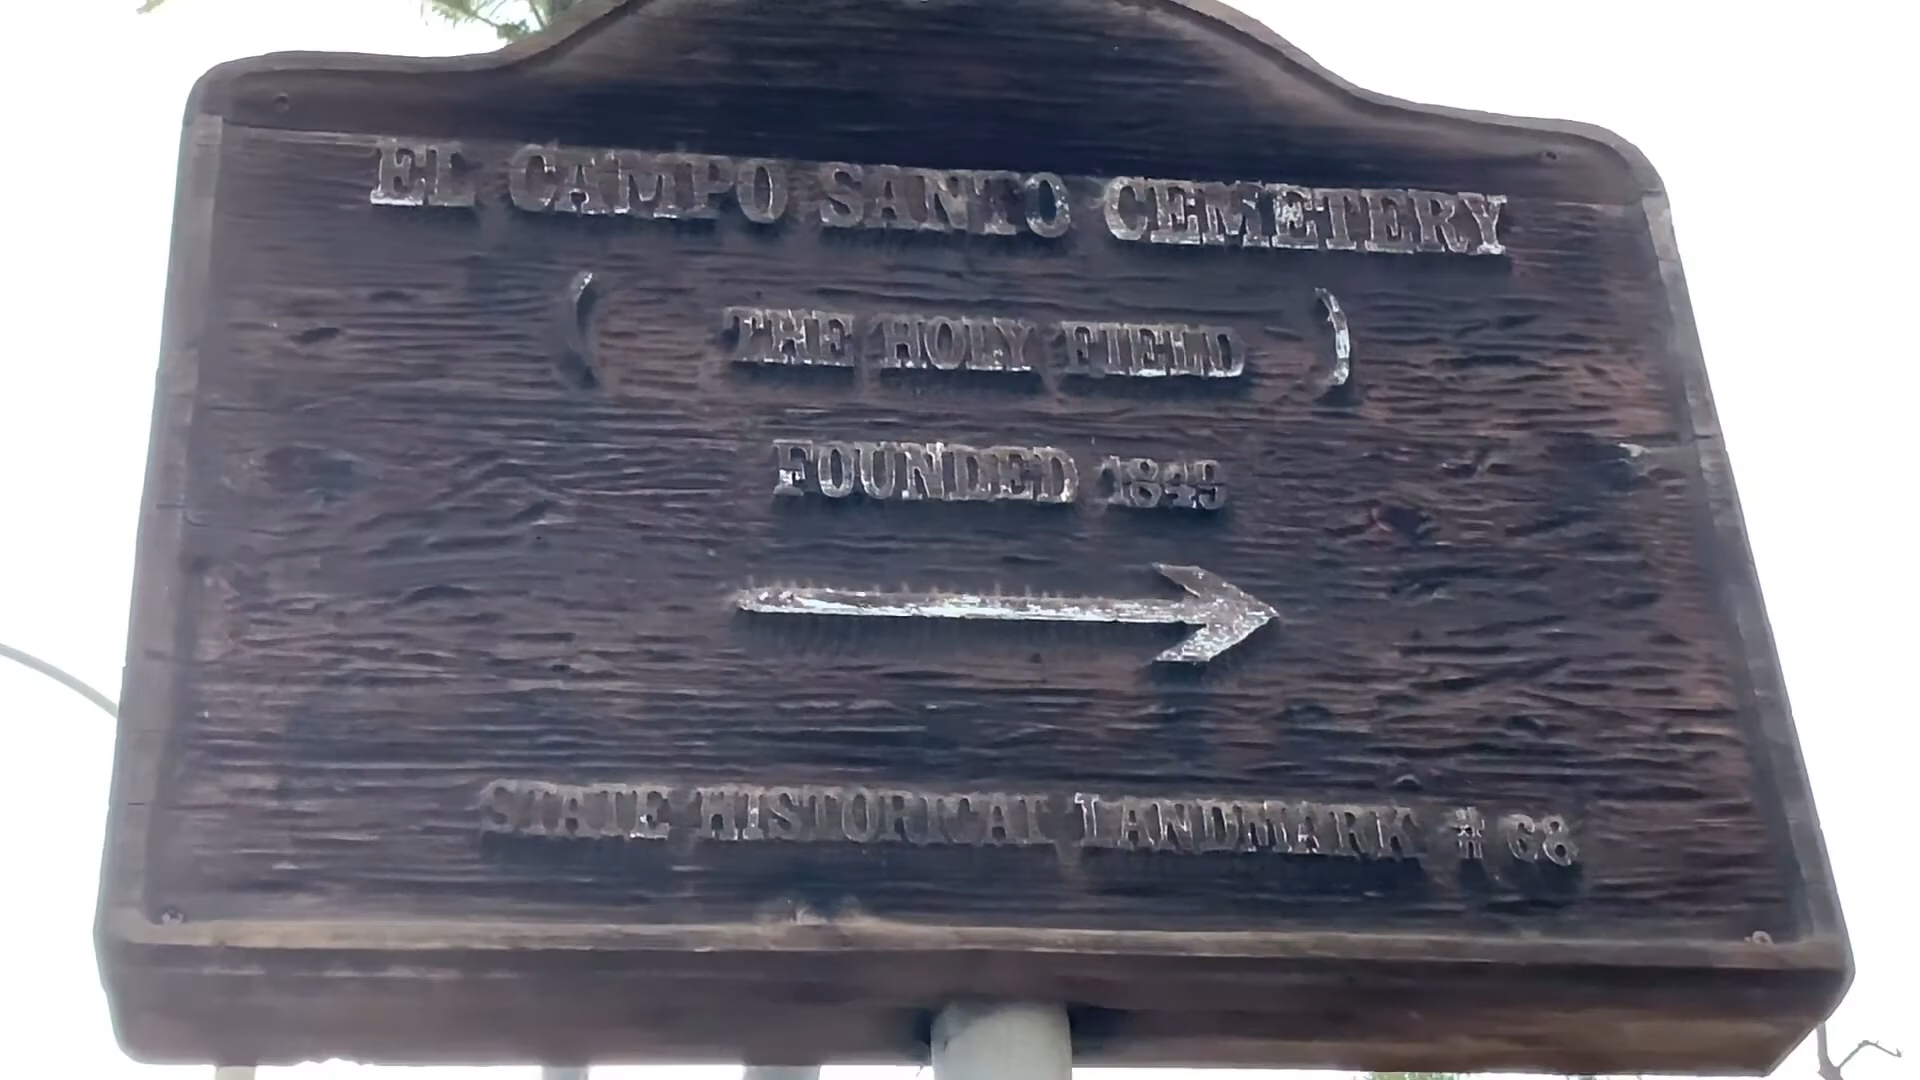 EL CAMPO SANTO CEMETERY
( THE HOLY FIELD )
FOUNDED 1849
STATE HISTORICAL LANDMARK # 68